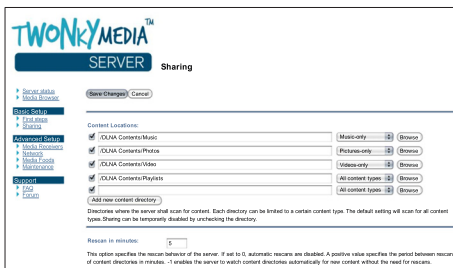 TWONKYMEDIA™
SERVER
Sharing
Server status
Media Browser
Save Changes Cancel
Basic Setup
First steps
Sharing
Advanced Setup
Media Receivers
Network
Media Feeds
Maintenance
Support
FAQ
Forum
Content Locations:
/DLNA Contents/Music Music-only Browse
/DLNA Contents/Photos Pictures-only Browse
/DLNA Contents/Video Videos-only Browse
/DLNA Contents/Playlists All content types Browse
All content types Browse
Add new content directory
Directories where the server shall scan for content. Each directory can be limited to a certain content type. The default setting will scan for all content
types. Sharing can be temporarily disabled by unchecking the directory.
Rescan in minutes: 5
This option specifies the rescan behavior of the server. If set to 0, automatic rescans are disabled. A positive value specifies the period between rescans
of content directories in minutes. -1 enables the server to watch content directories automatically for new content without the need for rescans.